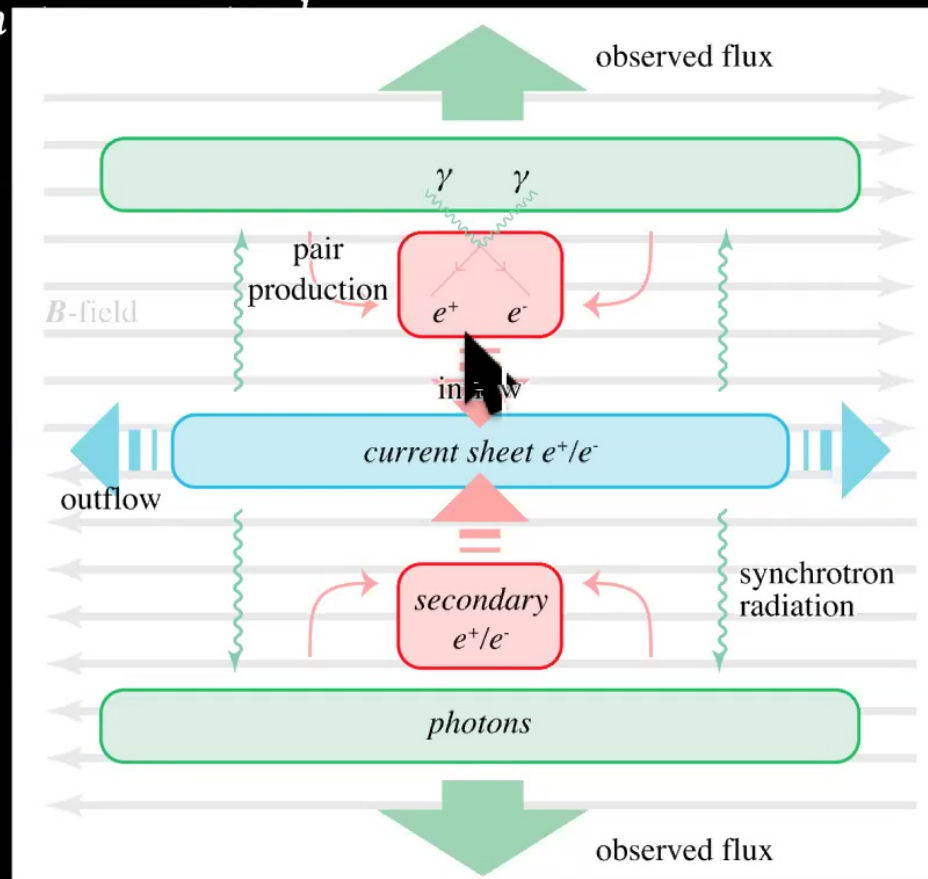 observed flux
γ γ
pair
production
e⁺ e⁻
B-field
current sheet e⁺/e⁻
outflow
synchrotron
radiation
secondary
e⁺/e⁻
photons
observed flux